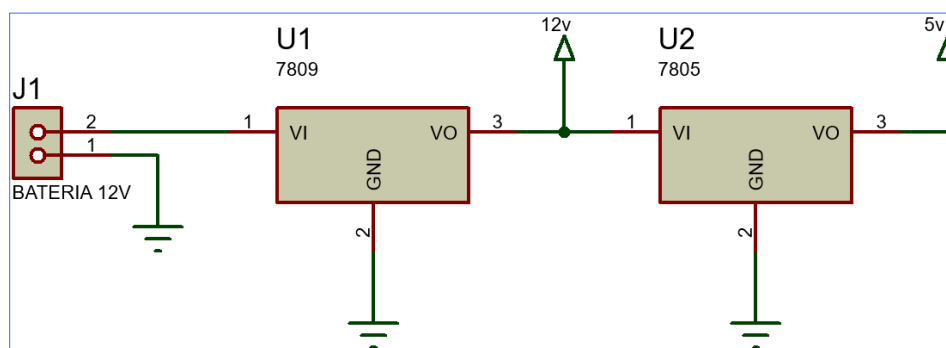 J1
2
1
BATERIA 12V
U1
7809
1
VI
VO
3
GND
2
12v
U2
7805
1
VI
VO
3
GND
2
5v